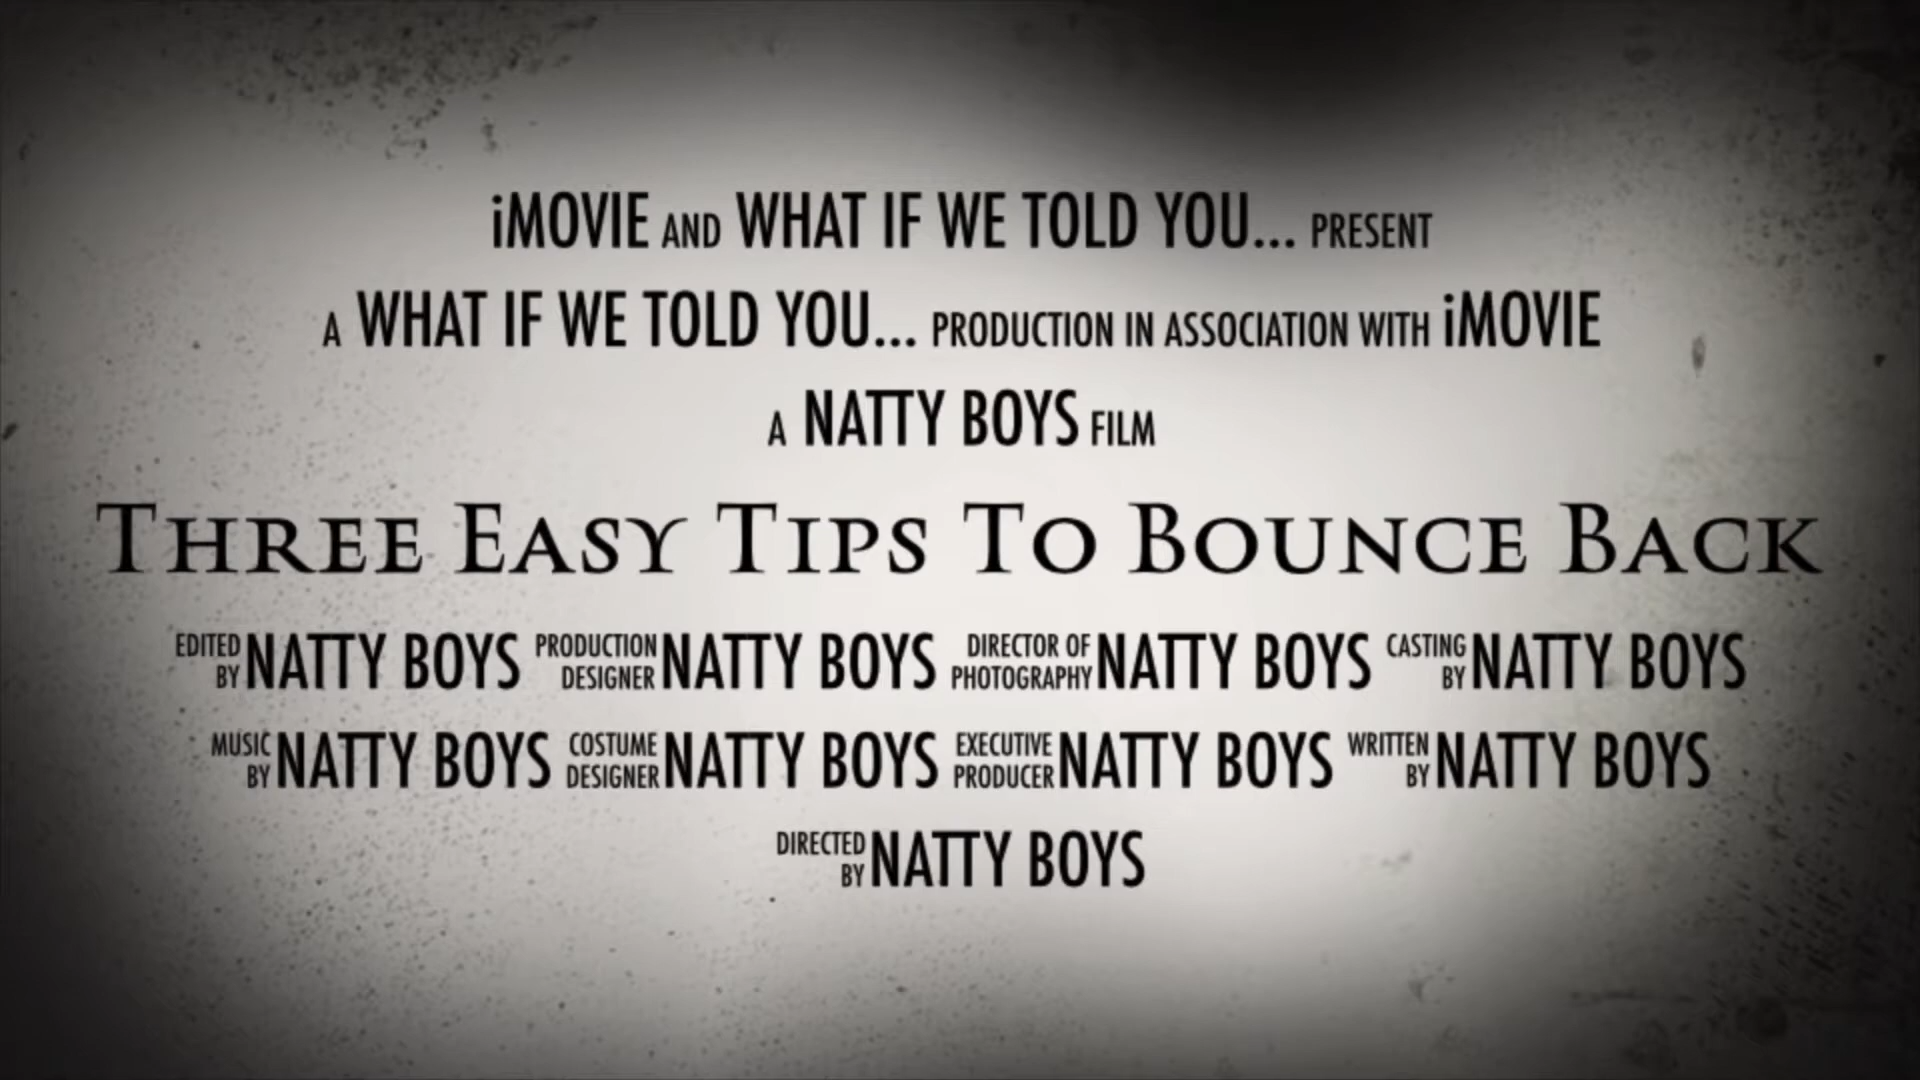 iMOVIE AND WHAT IF WE TOLD YOU... PRESENT
A WHAT IF WE TOLD YOU... PRODUCTION IN ASSOCIATION WITH iMOVIE
A NATTY BOYS FILM
THREE EASY TIPS TO BOUNCE BACK
EDITED BY NATTY BOYS PRODUCTION DESIGNER NATTY BOYS DIRECTOR OF PHOTOGRAPHY NATTY BOYS CASTING BY NATTY BOYS
MUSIC BY NATTY BOYS COSTUME DESIGNER NATTY BOYS EXECUTIVE PRODUCER NATTY BOYS WRITTEN BY NATTY BOYS
DIRECTED BY NATTY BOYS